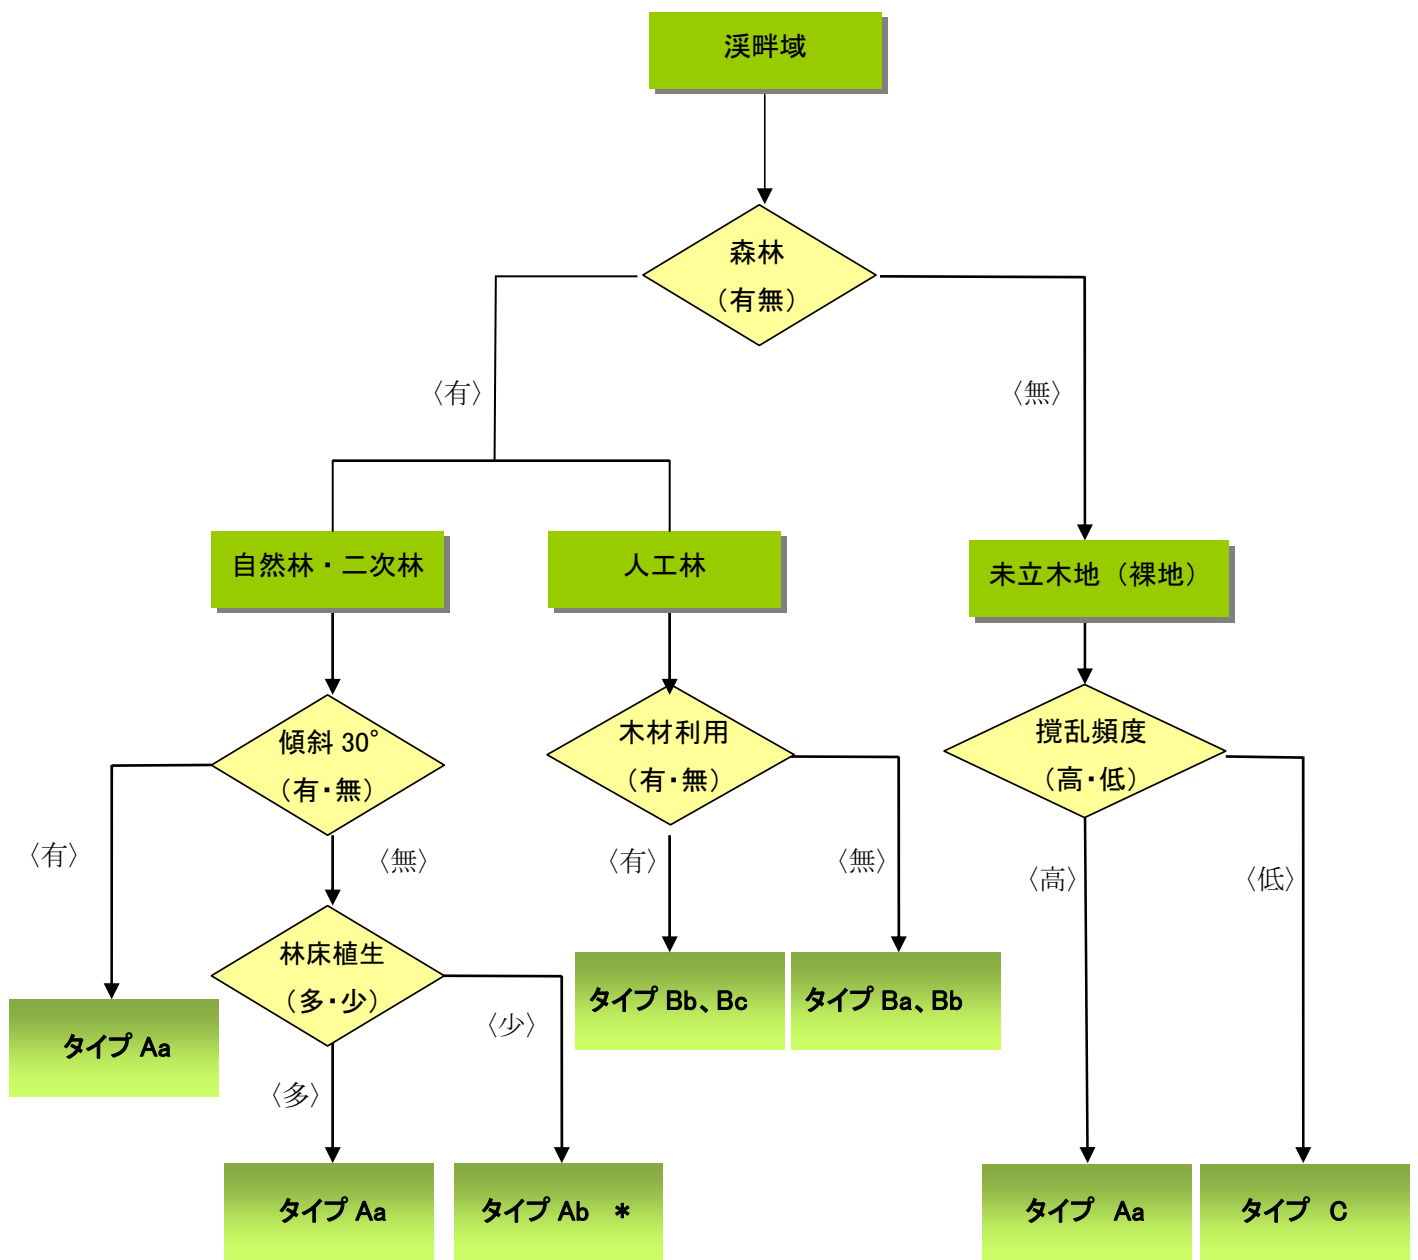 渓畔域
森林
（有無）
〈有〉
〈無〉
自然林・二次林
人工林
未立木地（裸地）
傾斜 30°
（有・無）
木材利用
（有・無）
撹乱頻度
（高・低）
〈有〉
〈無〉
〈有〉
〈無〉
〈高〉
〈低〉
林床植生
（多・少）
タイプ Bb、Bc
タイプ Ba、Bb
タイプ Aa
〈少〉
〈多〉
タイプ Aa
タイプ Ab *
タイプ Aa
タイプ C